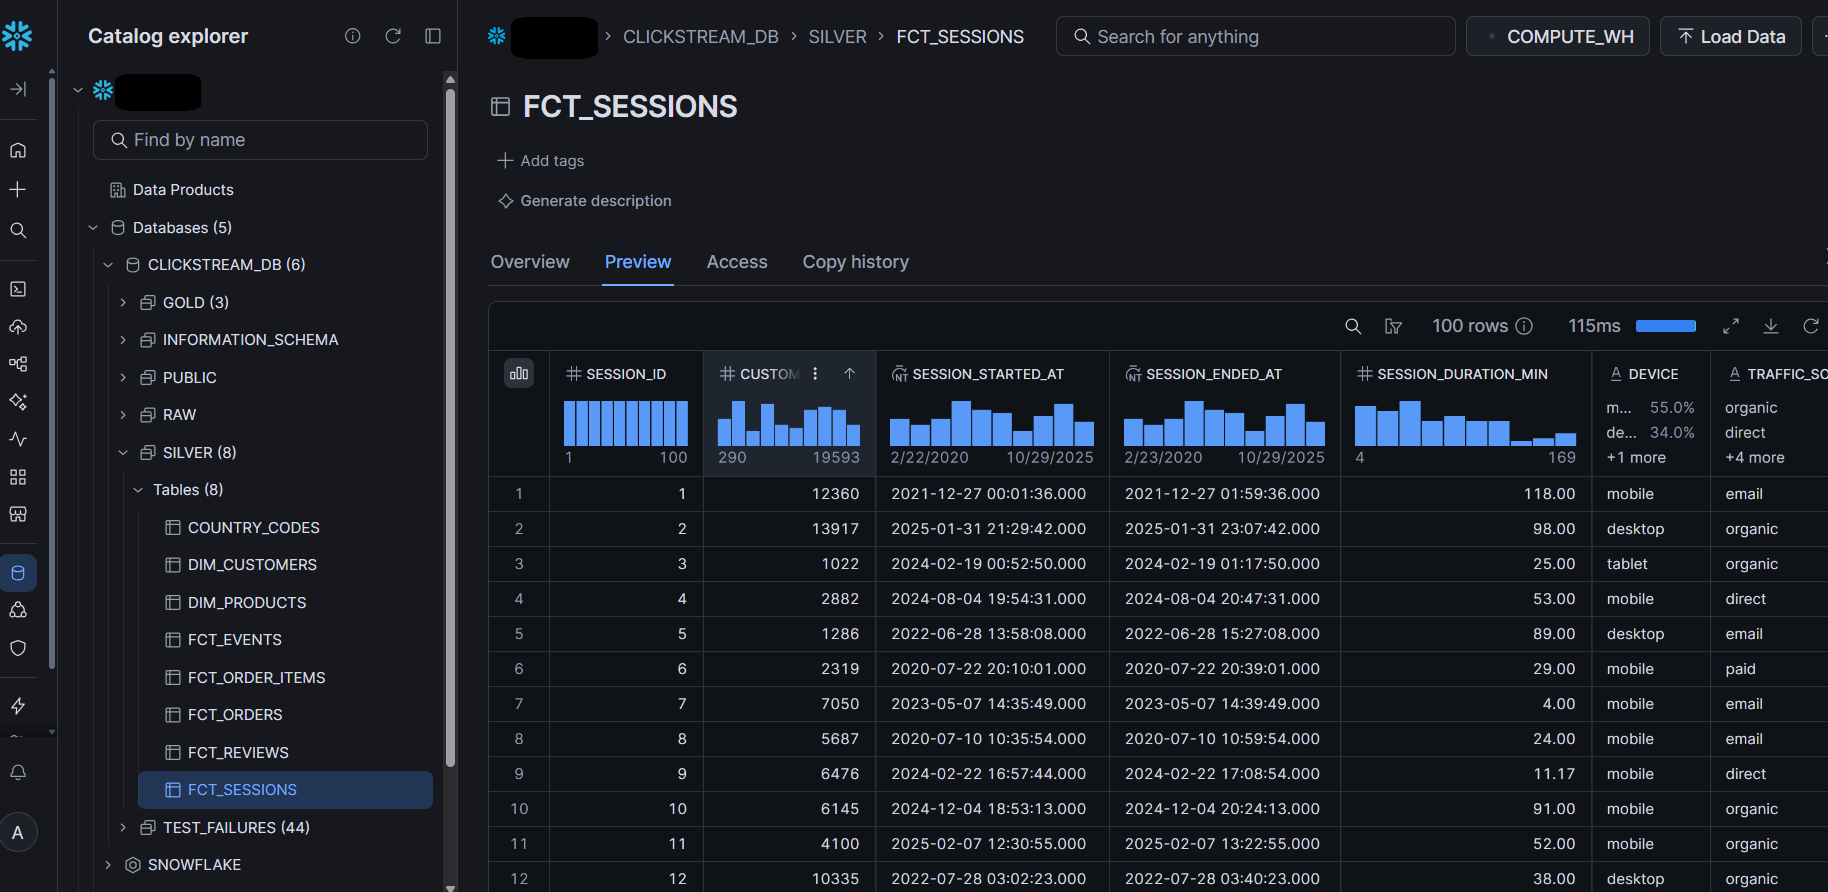 Catalog explorer
Find by name
Data Products
Databases (5)
CLICKSTREAM_DB (6)
GOLD (3)
INFORMATION_SCHEMA
PUBLIC
RAW
SILVER (8)
Tables (8)
COUNTRY_CODES
DIM_CUSTOMERS
DIM_PRODUCTS
FCT_EVENTS
FCT_ORDER_ITEMS
FCT_ORDERS
FCT_REVIEWS
FCT_SESSIONS
TEST_FAILURES (44)
SNOWFLAKE
A
CLICKSTREAM_DB > SILVER > FCT_SESSIONS
Search for anything
COMPUTE_WH
Load Data
FCT_SESSIONS
Add tags
Generate description
Overview Preview Access Copy history
100 rows 115ms
SESSION_ID CUSTOM SESSION_STARTED_AT SESSION_ENDED_AT SESSION_DURATION_MIN DEVICE TRAFFIC_SO
m... 55.0% organic
de... 34.0% direct
1 100 290 19593 2/22/2020 10/29/2025 2/23/2020 10/29/2025 4 169 +1 more +4 more
1 1 12360 2021-12-27 00:01:36.000 2021-12-27 01:59:36.000 118.00 mobile email
2 2 13917 2025-01-31 21:29:42.000 2025-01-31 23:07:42.000 98.00 desktop organic
3 3 1022 2024-02-19 00:52:50.000 2024-02-19 01:17:50.000 25.00 tablet organic
4 4 2882 2024-08-04 19:54:31.000 2024-08-04 20:47:31.000 53.00 mobile direct
5 5 1286 2022-06-28 13:58:08.000 2022-06-28 15:27:08.000 89.00 desktop email
6 6 2319 2020-07-22 20:10:01.000 2020-07-22 20:39:01.000 29.00 mobile paid
7 7 7050 2023-05-07 14:35:49.000 2023-05-07 14:39:49.000 4.00 mobile email
8 8 5687 2020-07-10 10:35:54.000 2020-07-10 10:59:54.000 24.00 mobile email
9 9 6476 2024-02-22 16:57:44.000 2024-02-22 17:08:54.000 11.17 mobile direct
10 10 6145 2024-12-04 18:53:13.000 2024-12-04 20:24:13.000 91.00 mobile organic
11 11 4100 2025-02-07 12:30:55.000 2025-02-07 13:22:55.000 52.00 mobile organic
12 12 10335 2022-07-28 03:02:23.000 2022-07-28 03:40:23.000 38.00 desktop organic